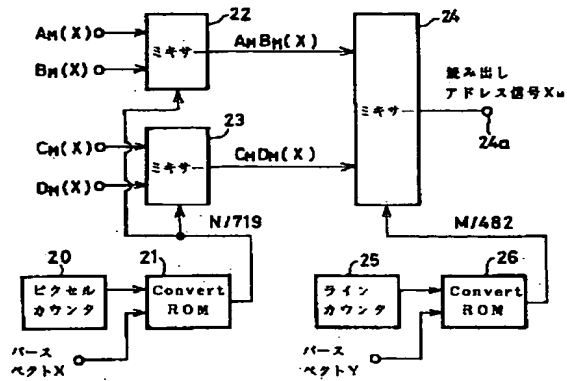 22
24
AM(X)
BM(X)
ミキサー
AMBM(X)
ミキサー
読み出し
アドレス信号XM
24a
23
CM(X)
DM(X)
ミキサー
CMDM(X)
N/719
M/482
20
21
25
26
ピクセル
カウンタ
Convert
ROM
ライン
カウンタ
Convert
ROM
パース
ペクトX
パース
ペクトY